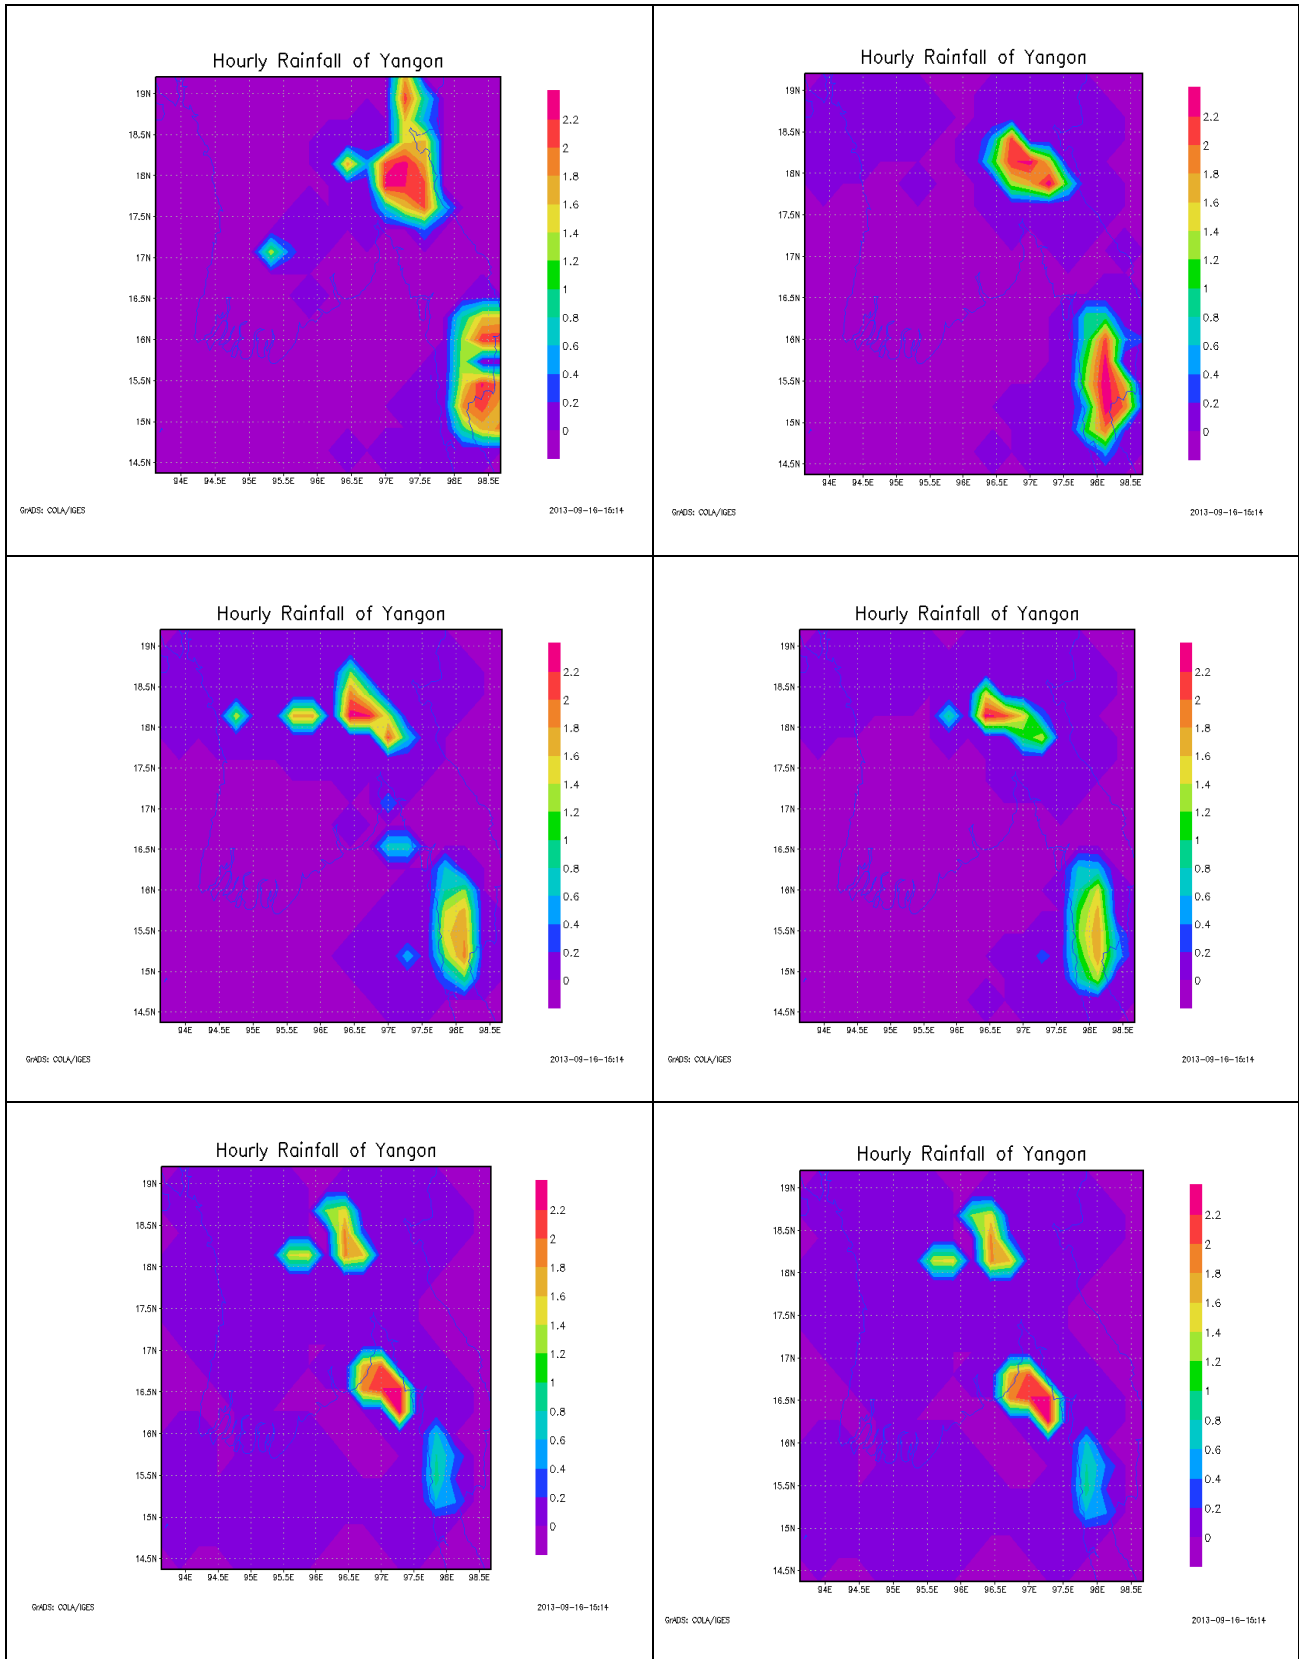 Hourly Rainfall of Yangon
19N
18.5N
18N
17.5N
17N
16.5N
16N
15.5N
15N
14.5N
94E 94.5E 95E 95.5E 96E 96.5E 97E 97.5E 98E 98.5E
2.2
2
1.8
1.6
1.4
1.2
1
0.8
0.6
0.4
0.2
0
GrADS: COLA/IGES 2013-09-16-15:14
Hourly Rainfall of Yangon
19N
18.5N
18N
17.5N
17N
16.5N
16N
15.5N
15N
14.5N
94E 94.5E 95E 95.5E 96E 96.5E 97E 97.5E 98E 98.5E
2.2
2
1.8
1.6
1.4
1.2
1
0.8
0.6
0.4
0.2
0
GrADS: COLA/IGES 2013-09-16-15:14
Hourly Rainfall of Yangon
19N
18.5N
18N
17.5N
17N
16.5N
16N
15.5N
15N
14.5N
94E 94.5E 95E 95.5E 96E 96.5E 97E 97.5E 98E 98.5E
2.2
2
1.8
1.6
1.4
1.2
1
0.8
0.6
0.4
0.2
0
GrADS: COLA/IGES 2013-09-16-15:14
Hourly Rainfall of Yangon
19N
18.5N
18N
17.5N
17N
16.5N
16N
15.5N
15N
14.5N
94E 94.5E 95E 95.5E 96E 96.5E 97E 97.5E 98E 98.5E
2.2
2
1.8
1.6
1.4
1.2
1
0.8
0.6
0.4
0.2
0
GrADS: COLA/IGES 2013-09-16-15:14
Hourly Rainfall of Yangon
19N
18.5N
18N
17.5N
17N
16.5N
16N
15.5N
15N
14.5N
94E 94.5E 95E 95.5E 96E 96.5E 97E 97.5E 98E 98.5E
2.2
2
1.8
1.6
1.4
1.2
1
0.8
0.6
0.4
0.2
0
GrADS: COLA/IGES 2013-09-16-15:14
Hourly Rainfall of Yangon
19N
18.5N
18N
17.5N
17N
16.5N
16N
15.5N
15N
14.5N
94E 94.5E 95E 95.5E 96E 96.5E 97E 97.5E 98E 98.5E
2.2
2
1.8
1.6
1.4
1.2
1
0.8
0.6
0.4
0.2
0
GrADS: COLA/IGES 2013-09-16-15:14